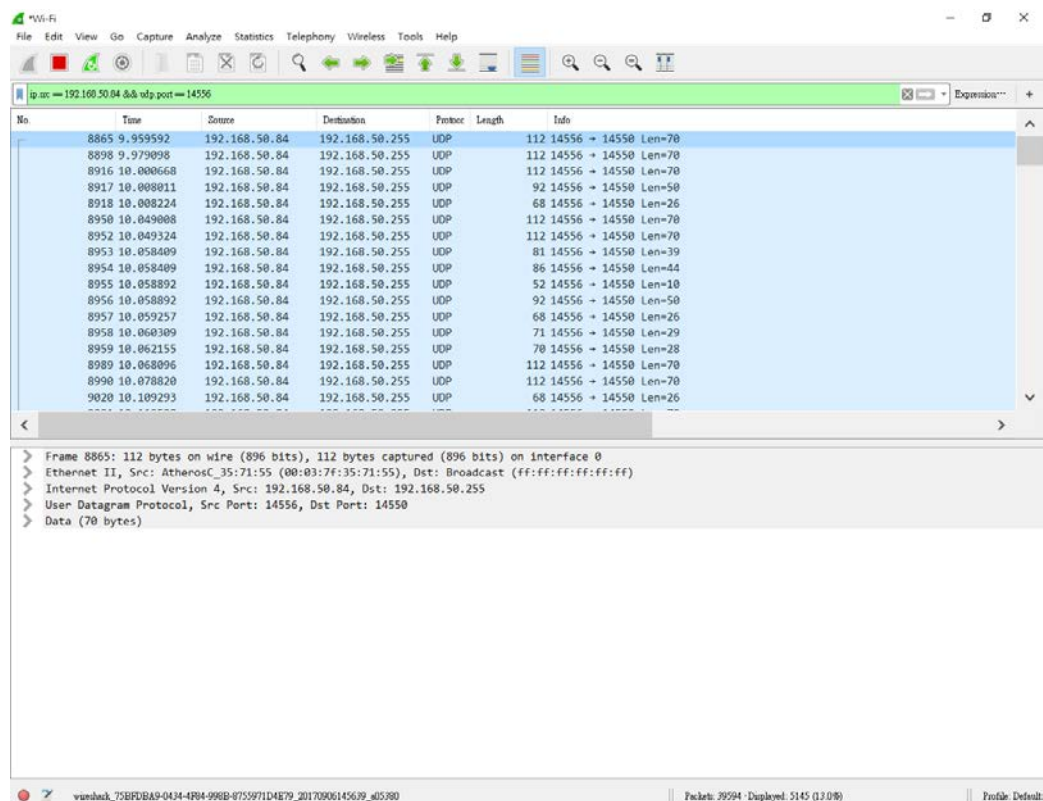 *Wi-Fi
File Edit View Go Capture Analyze Statistics Telephony Wireless Tools Help
ip.src == 192.168.50.84 && udp.port == 14556 Expression… +
No. Time Source Destination Protocol Length Info
8865 9.959592 192.168.50.84 192.168.50.255 UDP 112 14556 → 14550 Len=70
8898 9.979098 192.168.50.84 192.168.50.255 UDP 112 14556 → 14550 Len=70
8916 10.000668 192.168.50.84 192.168.50.255 UDP 112 14556 → 14550 Len=70
8917 10.008011 192.168.50.84 192.168.50.255 UDP 92 14556 → 14550 Len=50
8918 10.008224 192.168.50.84 192.168.50.255 UDP 68 14556 → 14550 Len=26
8950 10.049008 192.168.50.84 192.168.50.255 UDP 112 14556 → 14550 Len=70
8952 10.049324 192.168.50.84 192.168.50.255 UDP 112 14556 → 14550 Len=70
8953 10.058409 192.168.50.84 192.168.50.255 UDP 81 14556 → 14550 Len=39
8954 10.058409 192.168.50.84 192.168.50.255 UDP 86 14556 → 14550 Len=44
8955 10.058892 192.168.50.84 192.168.50.255 UDP 52 14556 → 14550 Len=10
8956 10.058892 192.168.50.84 192.168.50.255 UDP 92 14556 → 14550 Len=50
8957 10.059257 192.168.50.84 192.168.50.255 UDP 68 14556 → 14550 Len=26
8958 10.060309 192.168.50.84 192.168.50.255 UDP 71 14556 → 14550 Len=29
8959 10.062155 192.168.50.84 192.168.50.255 UDP 70 14556 → 14550 Len=28
8989 10.068096 192.168.50.84 192.168.50.255 UDP 112 14556 → 14550 Len=70
8990 10.078820 192.168.50.84 192.168.50.255 UDP 112 14556 → 14550 Len=70
9020 10.109293 192.168.50.84 192.168.50.255 UDP 68 14556 → 14550 Len=26
Frame 8865: 112 bytes on wire (896 bits), 112 bytes captured (896 bits) on interface 0
Ethernet II, Src: AtherosC_35:71:55 (00:03:7f:35:71:55), Dst: Broadcast (ff:ff:ff:ff:ff:ff)
Internet Protocol Version 4, Src: 192.168.50.84, Dst: 192.168.50.255
User Datagram Protocol, Src Port: 14556, Dst Port: 14550
Data (70 bytes)
wireshark_75BFDBA9-0434-4F84-998B-8755971D4E79_20170906145639_a05380 Packets: 39594 · Displayed: 5145 (13.0%) Profile: Default